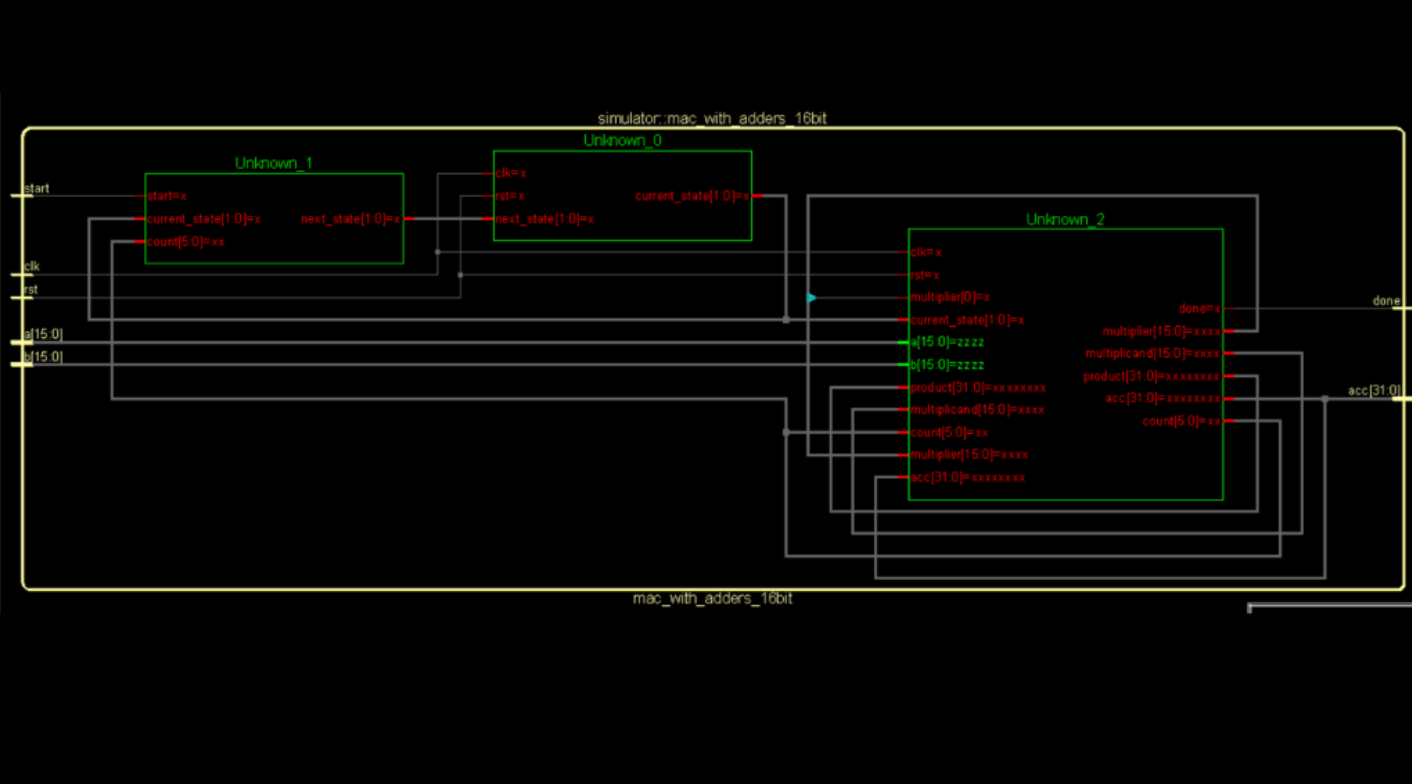 simulator::mac_with_adders_16bit
Unknown_1
start=x
current_state[1:0]=x
count[5:0]=xx
next_state[1:0]=x
Unknown_0
clk=x
rst=x
next_state[1:0]=x
current_state[1:0]=x
Unknown_2
clk=x
rst=x
multiplier[0]=x
current_state[1:0]=x
a[15:0]=zzzz
b[15:0]=zzzz
product[31:0]=xxxxxxxx
multiplicand[15:0]=xxxx
count[5:0]=xx
multiplier[15:0]=xxxx
acc[31:0]=xxxxxxxx
done=x
multiplier[15:0]=xxxx
multiplicand[15:0]=xxxx
product[31:0]=xxxxxxxx
acc[31:0]=xxxxxxxx
count[5:0]=xx
start
clk
rst
a[15:0]
b[15:0]
done
acc[31:0]
mac_with_adders_16bit